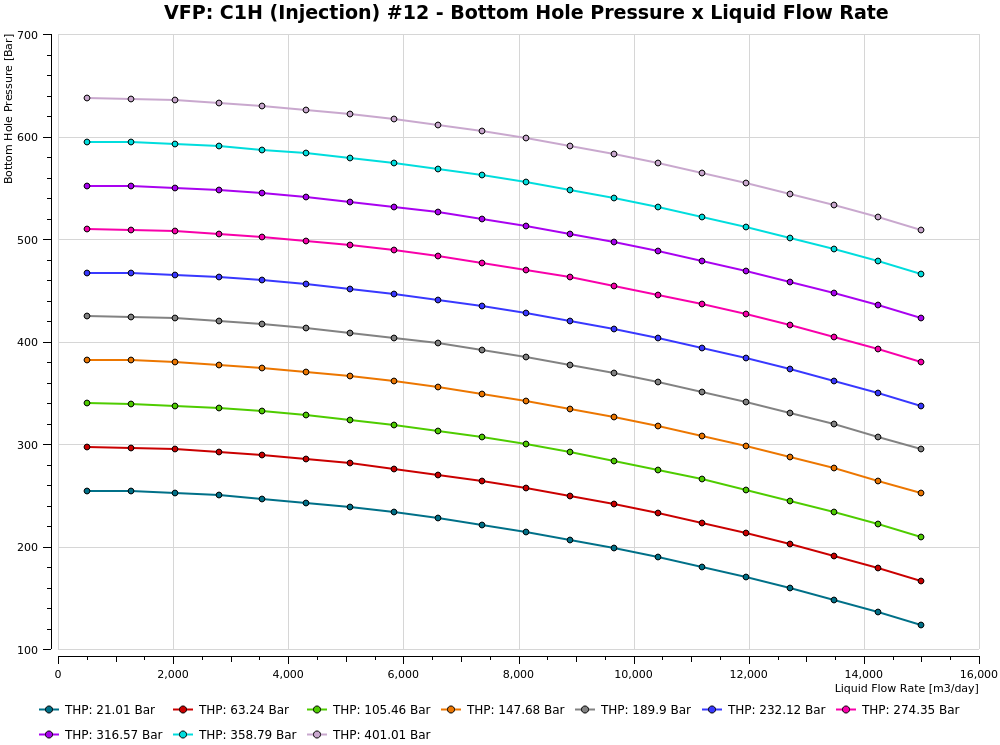 VFP: C1H (Injection) #12 - Bottom Hole Pressure x Liquid Flow Rate
Bottom Hole Pressure [Bar]
700
600
500
400
300
200
100
0 2,000 4,000 6,000 8,000 10,000 12,000 14,000 16,000
Liquid Flow Rate [m3/day]
THP: 21.01 Bar THP: 63.24 Bar THP: 105.46 Bar THP: 147.68 Bar THP: 189.9 Bar THP: 232.12 Bar THP: 274.35 Bar
THP: 316.57 Bar THP: 358.79 Bar THP: 401.01 Bar